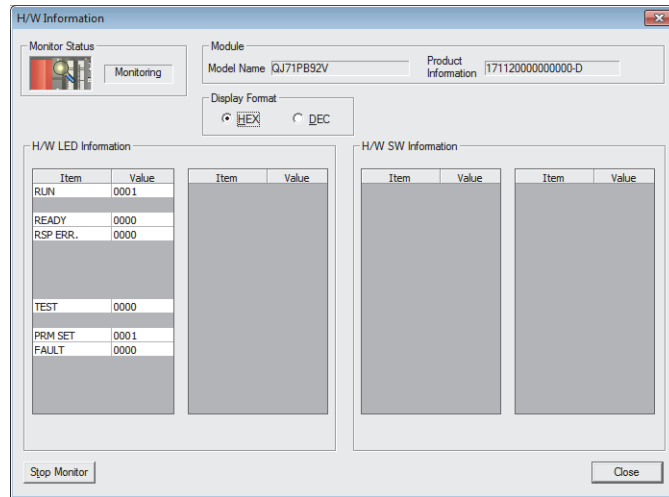 H/W Information
Monitor Status
Monitoring
Module
Model Name QJ71PB92V
Product Information 171120000000000-D
Display Format
HEX DEC
H/W LED Information
H/W SW Information
Item Value Item Value Item Value Item Value
RUN 0001
READY 0000
RSP ERR. 0000
TEST 0000
PRM SET 0001
FAULT 0000
Stop Monitor Close